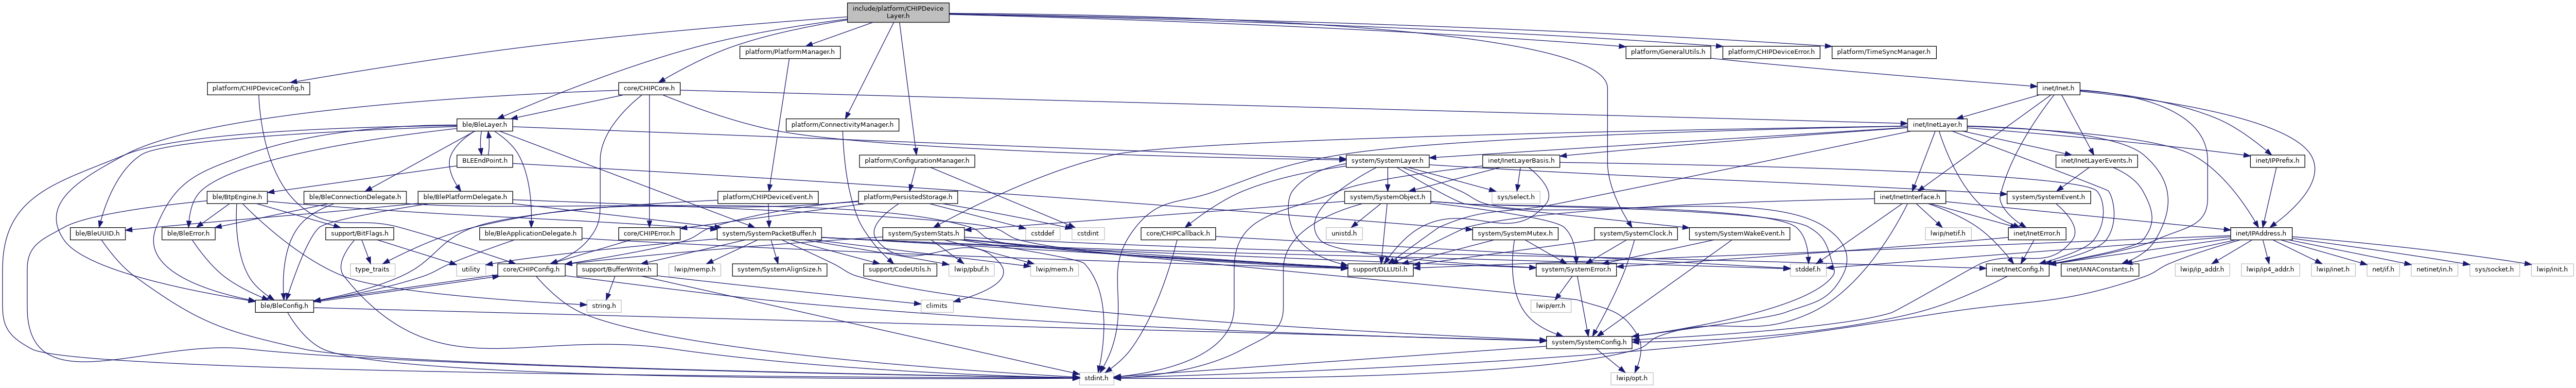 include/platform/CHIPDevice
Layer.h
platform/PlatformManager.h
platform/GeneralUtils.h
platform/CHIPDeviceError.h
platform/TimeSyncManager.h
platform/CHIPDeviceConfig.h
core/CHIPCore.h
inet/Inet.h
ble/BleLayer.h
platform/ConnectivityManager.h
inet/InetLayer.h
BLEEndPoint.h
platform/ConfigurationManager.h
system/SystemLayer.h
inet/InetLayerBasis.h
inet/InetLayerEvents.h
inet/IPPrefix.h
ble/BtpEngine.h
ble/BleConnectionDelegate.h
ble/BlePlatformDelegate.h
platform/CHIPDeviceEvent.h
platform/PersistedStorage.h
system/SystemObject.h
sys/select.h
inet/InetInterface.h
system/SystemEvent.h
ble/BleUUID.h
ble/BleError.h
support/BitFlags.h
ble/BleApplicationDelegate.h
core/CHIPError.h
system/SystemPacketBuffer.h
system/SystemStats.h
cstddef
cstdint
core/CHIPCallback.h
unistd.h
system/SystemMutex.h
system/SystemClock.h
system/SystemWakeEvent.h
lwip/netif.h
inet/InetError.h
inet/IPAddress.h
type_traits
utility
core/CHIPConfig.h
support/BufferWriter.h
lwip/memp.h
system/SystemAlignSize.h
support/CodeUtils.h
lwip/pbuf.h
lwip/mem.h
support/DLLUtil.h
system/SystemError.h
stddef.h
inet/InetConfig.h
inet/IANAConstants.h
lwip/ip_addr.h
lwip/ip4_addr.h
lwip/inet.h
net/if.h
netinet/in.h
sys/socket.h
lwip/init.h
ble/BleConfig.h
string.h
climits
lwip/err.h
system/SystemConfig.h
stdint.h
lwip/opt.h